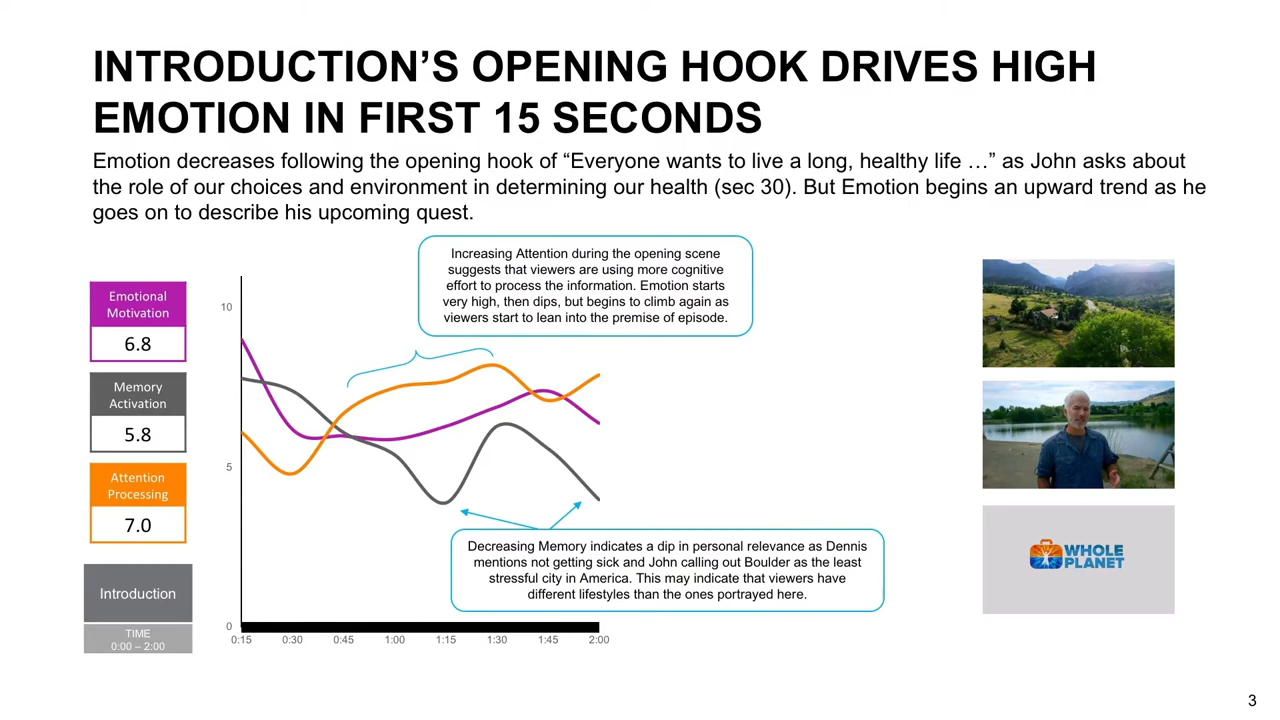 INTRODUCTION’S OPENING HOOK DRIVES HIGH
EMOTION IN FIRST 15 SECONDS
Emotion decreases following the opening hook of “Everyone wants to live a long, healthy life …” as John asks about
the role of our choices and environment in determining our health (sec 30). But Emotion begins an upward trend as he
goes on to describe his upcoming quest.
Increasing Attention during the opening scene
suggests that viewers are using more cognitive
effort to process the information. Emotion starts
very high, then dips, but begins to climb again as
viewers start to lean into the premise of episode.
Emotional
Motivation
6.8
Memory
Activation
5.8
Attention
Processing
7.0
Introduction
TIME
0:00 – 2:00
10
5
0
0:15 0:30 0:45 1:00 1:15 1:30 1:45 2:00
Decreasing Memory indicates a dip in personal relevance as Dennis
mentions not getting sick and John calling out Boulder as the least
stressful city in America. This may indicate that viewers have
different lifestyles than the ones portrayed here.
WHOLE
PLANET
3